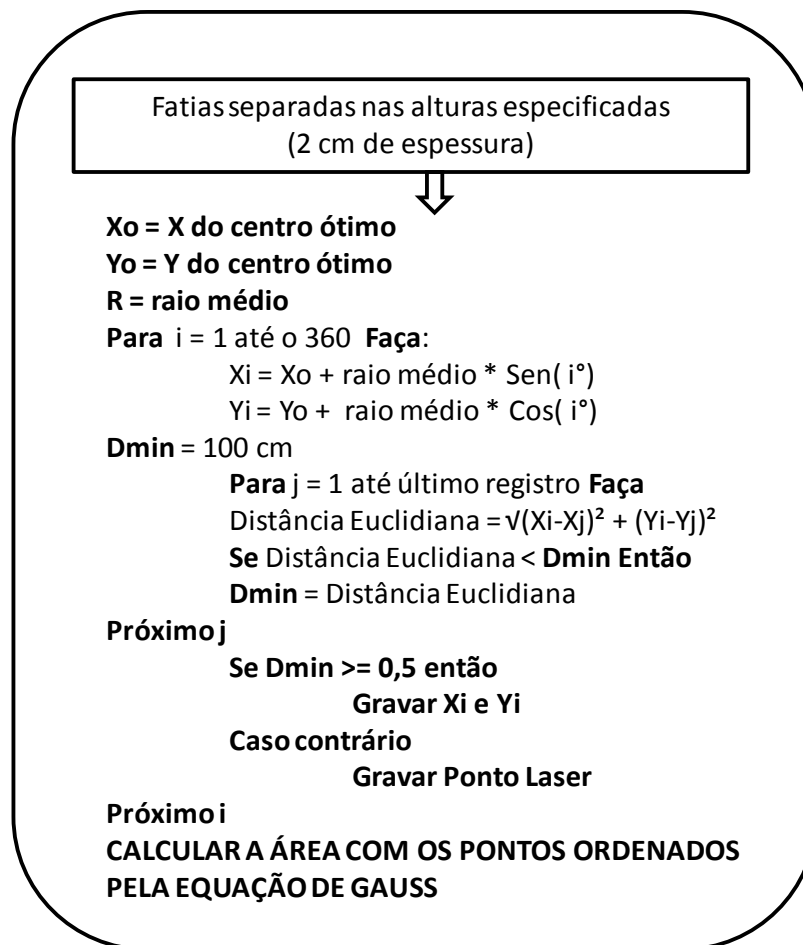 Fatias separadas nas alturas especificadas
(2 cm de espessura)
Xo = X do centro ótimo
Yo = Y do centro ótimo
R = raio médio
Para i = 1 até o 360 Faça:
Xi = Xo + raio médio * Sen( i°)
Yi = Yo + raio médio * Cos( i°)
Dmin = 100 cm
Para j = 1 até último registro Faça
Distância Euclidiana = √(Xi-Xj)² + (Yi-Yj)²
Se Distância Euclidiana < Dmin Então
Dmin = Distância Euclidiana
Próximo j
Se Dmin >= 0,5 então
Gravar Xi e Yi
Caso contrário
Gravar Ponto Laser
Próximo i
CALCULAR A ÁREA COM OS PONTOS ORDENADOS
PELA EQUAÇÃO DE GAUSS